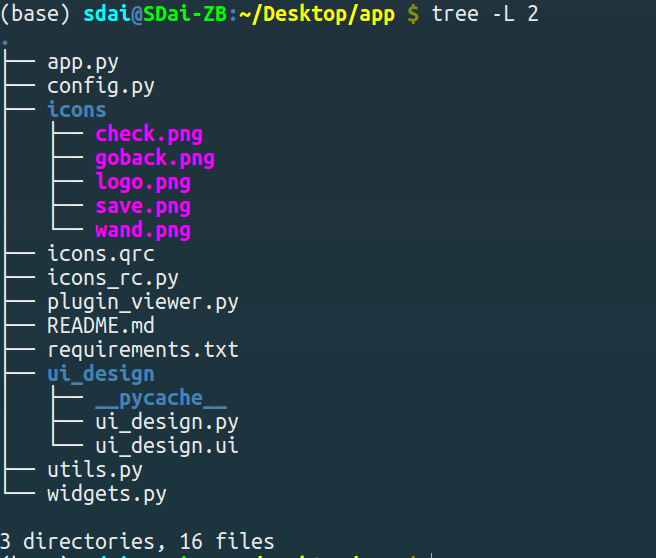 (base) sdai@SDai-ZB:~/Desktop/app $ tree -L 2
.
├── app.py
├── config.py
├── icons
│   ├── check.png
│   ├── goback.png
│   ├── logo.png
│   ├── save.png
│   └── wand.png
├── icons.qrc
├── icons_rc.py
├── plugin_viewer.py
├── README.md
├── requirements.txt
├── ui_design
│   ├── __pycache__
│   ├── ui_design.py
│   └── ui_design.ui
├── utils.py
└── widgets.py
3 directories, 16 files